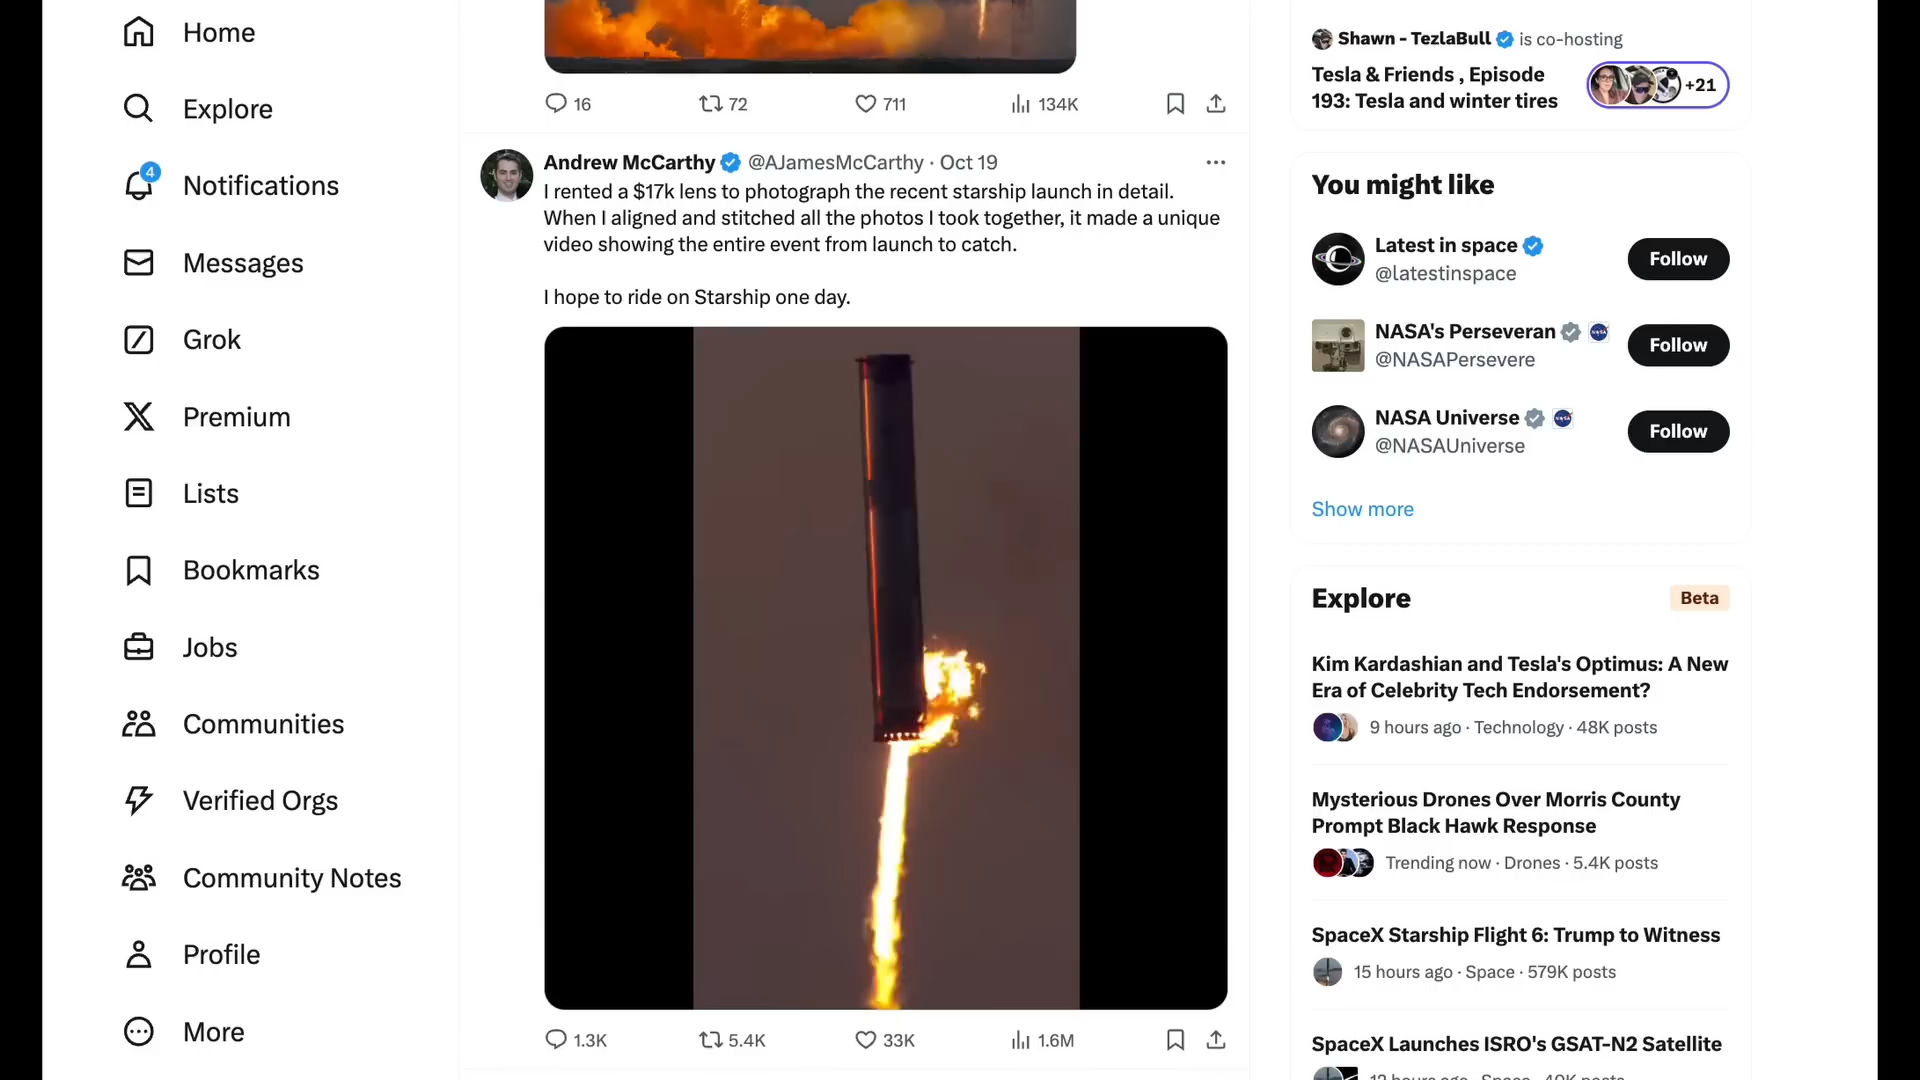 Home
Explore
4
Notifications
Messages
Grok
Premium
Lists
Bookmarks
Jobs
Communities
Verified Orgs
Community Notes
Profile
More
16 72 711 134K
Andrew McCarthy @AJamesMcCarthy · Oct 19
I rented a $17k lens to photograph the recent starship launch in detail.
When I aligned and stitched all the photos I took together, it made a unique
video showing the entire event from launch to catch.
I hope to ride on Starship one day.
1.3K 5.4K 33K 1.6M
Shawn - TezlaBull is co-hosting
Tesla & Friends , Episode
193: Tesla and winter tires
+21
You might like
Latest in space
@latestinspace
Follow
NASA's Perseveran
@NASAPersevere
Follow
NASA Universe
@NASAUniverse
Follow
Show more
Explore
Beta
Kim Kardashian and Tesla's Optimus: A New
Era of Celebrity Tech Endorsement?
9 hours ago · Technology · 48K posts
Mysterious Drones Over Morris County
Prompt Black Hawk Response
Trending now · Drones · 5.4K posts
SpaceX Starship Flight 6: Trump to Witness
15 hours ago · Space · 579K posts
SpaceX Launches ISRO's GSAT-N2 Satellite